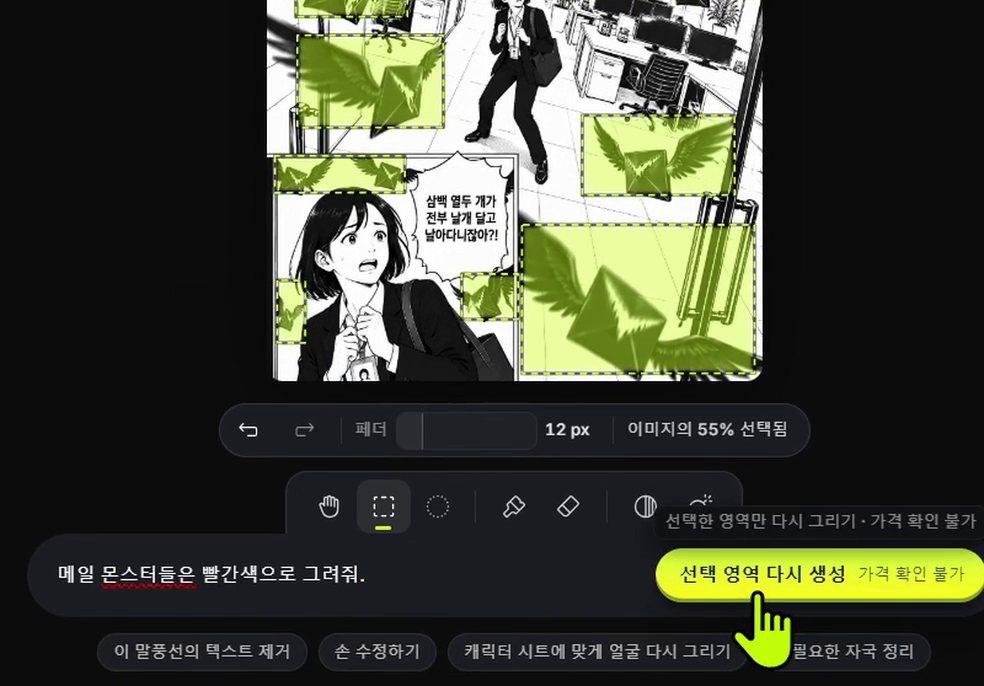 삼백 열두 개가
전부 날개 달고
날아다니잖아?!
페더
12 px
이미지의 55% 선택됨
선택한 영역만 다시 그리기 · 가격 확인 불가
메일 몬스터들은 빨간색으로 그려줘.
선택 영역 다시 생성 가격 확인 불가
이 말풍선의 텍스트 제거
손 수정하기
캐릭터 시트에 맞게 얼굴 다시 그리기
필요한 자국 정리